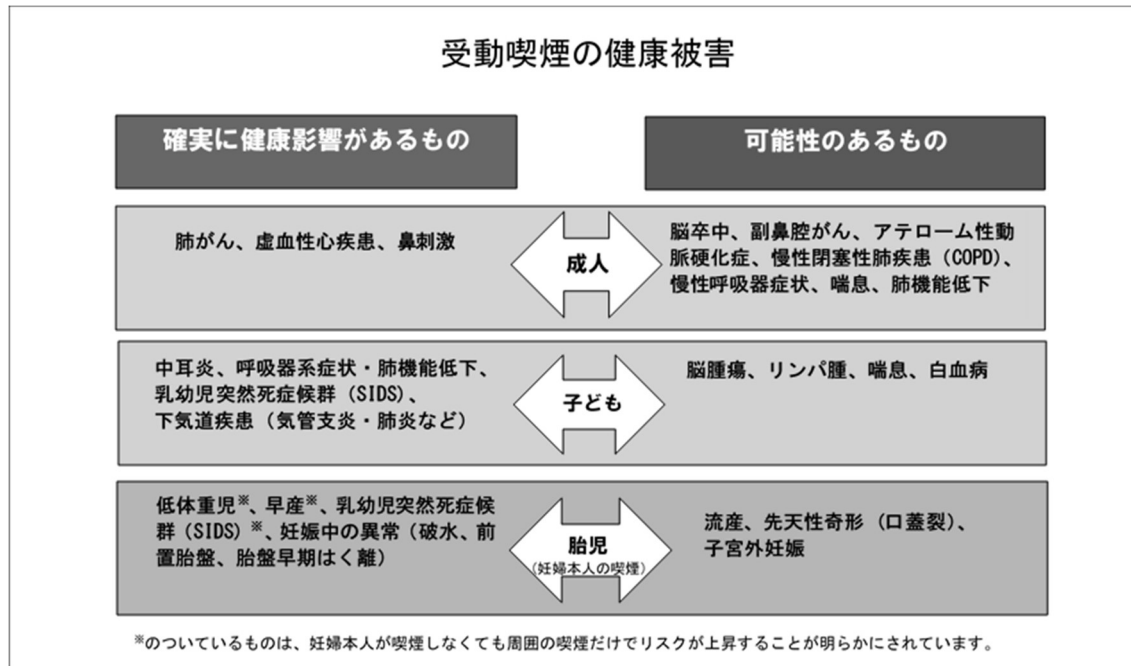 受動喫煙の健康被害
確実に健康影響があるもの
可能性のあるもの
肺がん、虚血性心疾患、鼻刺激
成人
脳卒中、副鼻腔がん、アテローム性動
脈硬化症、慢性閉塞性肺疾患（COPD）、
慢性呼吸器症状、喘息、肺機能低下
中耳炎、呼吸器系症状・肺機能低下、
乳幼児突然死症候群（SIDS）、
下気道疾患（気管支炎・肺炎など）
子ども
脳腫瘍、リンパ腫、喘息、白血病
低体重児※、早産※、乳幼児突然死症候
群（SIDS）※、妊娠中の異常（破水、前
置胎盤、胎盤早期はく離）
胎児
（妊婦本人の喫煙）
流産、先天性奇形（口蓋裂）、
子宮外妊娠
※のついているものは、妊婦本人が喫煙しなくても周囲の喫煙だけでリスクが上昇することが明らかにされています。